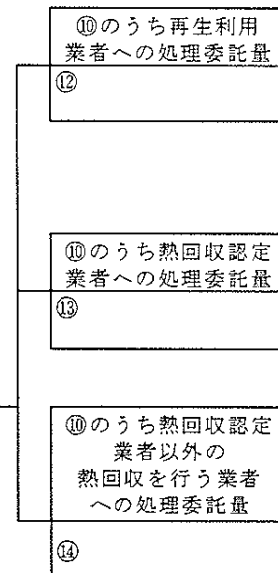 ⑩のうち再生利用
業者への処理委託量
⑫
⑩のうち熱回収認定
業者への処理委託量
⑬
⑩のうち熱回収認定
業者以外の
熱回収を行う業者
への処理委託量
⑭